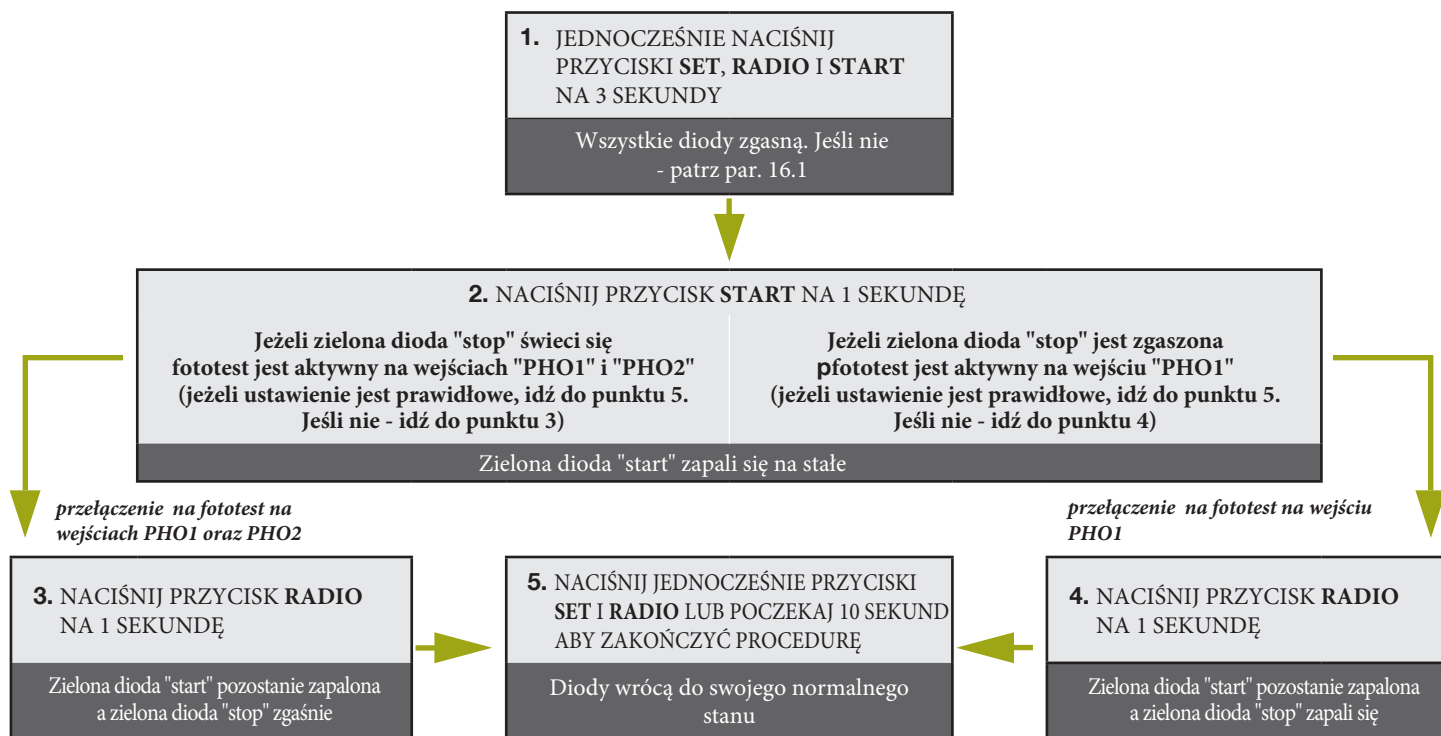 1. JEDNOCZEŚNIE NACIŚNIJ
PRZYCISKI SET, RADIO I START
NA 3 SEKUNDY
Wszystkie diody zgasną. Jeśli nie
- patrz par. 16.1
2. NACIŚNIJ PRZYCISK START NA 1 SEKUNDĘ
Jeżeli zielona dioda "stop" świeci się
fototest jest aktywny na wejściach "PHO1" i "PHO2"
(jeżeli ustawienie jest prawidłowe, idź do punktu 5.
Jeśli nie - idź do punktu 3)
Jeżeli zielona dioda "stop" jest zgaszona
pfototest jest aktywny na wejściu "PHO1"
(jeżeli ustawienie jest prawidłowe, idź do punktu 5.
Jeśli nie - idź do punktu 4)
Zielona dioda "start" zapali się na stałe
przełączenie na fototest na
wejściach PHO1 oraz PHO2
przełączenie na fototest na wejściu
PHO1
3. NACIŚNIJ PRZYCISK RADIO
NA 1 SEKUNDĘ
Zielona dioda "start" pozostanie zapalona
a zielona dioda "stop" zgaśnie
5. NACIŚNIJ JEDNOCZEŚNIE PRZYCISKI
SET I RADIO LUB POCZEKAJ 10 SEKUND
ABY ZAKOŃCZYĆ PROCEDURĘ
Diody wrócą do swojego normalnego
stanu
4. NACIŚNIJ PRZYCISK RADIO
NA 1 SEKUNDĘ
Zielona dioda "start" pozostanie zapalona
a zielona dioda "stop" zapali się